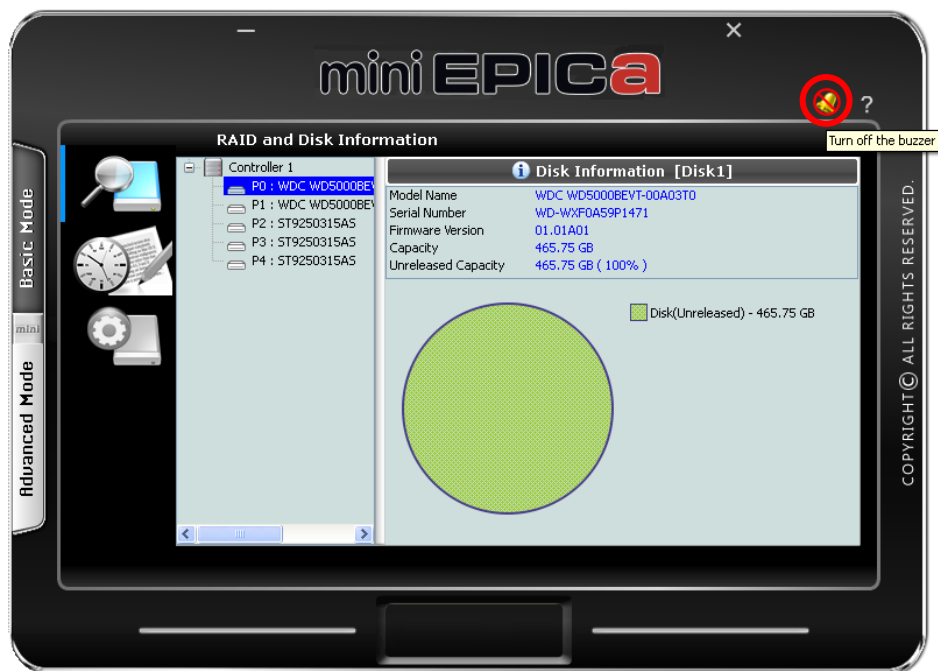 mini EPICa
?
Turn off the buzzer
RAID and Disk Information
Controller 1
P0 : WDC WD5000BEV
P1 : WDC WD5000BEV
P2 : ST9250315AS
P3 : ST9250315AS
P4 : ST9250315AS
Disk Information [Disk1]
Model Name WDC WD5000BEVT-00A03T0
Serial Number WD-WXF0A59P1471
Firmware Version 01.01A01
Capacity 465.75 GB
Unreleased Capacity 465.75 GB ( 100% )
Disk(Unreleased) - 465.75 GB
Basic Mode
mini
Advanced Mode
COPYRIGHT© ALL RIGHTS RESERVED.